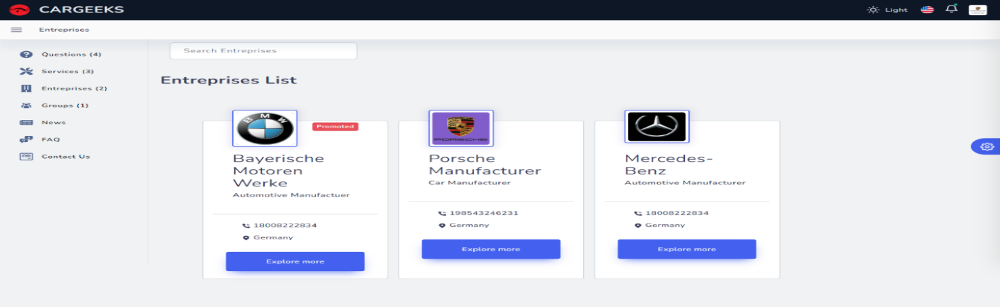 CARGEEKS
Light
Entreprises
Questions (4)
Services (3)
Entreprises (2)
Groups (1)
News
FAQ
Contact Us
Search Entreprises
Entreprises List
BMW
Promoted
Bayerische
Motoren
Werke
Automotive Manufactuer
18008222834
Germany
Explore more
PORSCHE
Porsche
Manufacturer
Car Manufacturer
198543246231
Germany
Explore more
Mercedes-
Benz
Automotive Manufacturer
18008222834
Germany
Explore more